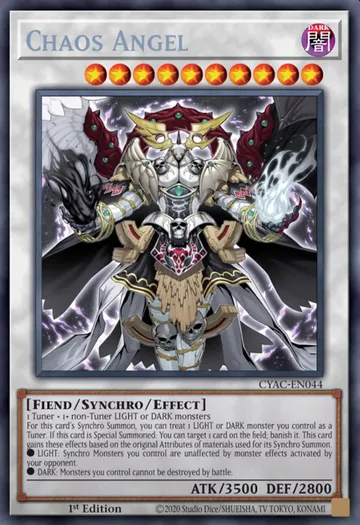 CHAOS ANGEL
DARK
闇
CYAC-EN044
[FIEND/SYNCHRO/EFFECT]
1 Tuner + 1+ non-Tuner LIGHT or DARK monsters
For this card's Synchro Summon, you can treat 1 LIGHT or DARK monster you control as a
Tuner. If this card is Special Summoned: You can target 1 card on the field; banish it. This card
gains these effects based on the original Attributes of materials used for its Synchro Summon.
● LIGHT: Synchro Monsters you control are unaffected by monster effects activated by
your opponent.
● DARK: Monsters you control cannot be destroyed by battle.
ATK/3500 DEF/2800
1st Edition
©2020 Studio Dice/SHUEISHA, TV TOKYO, KONAMI